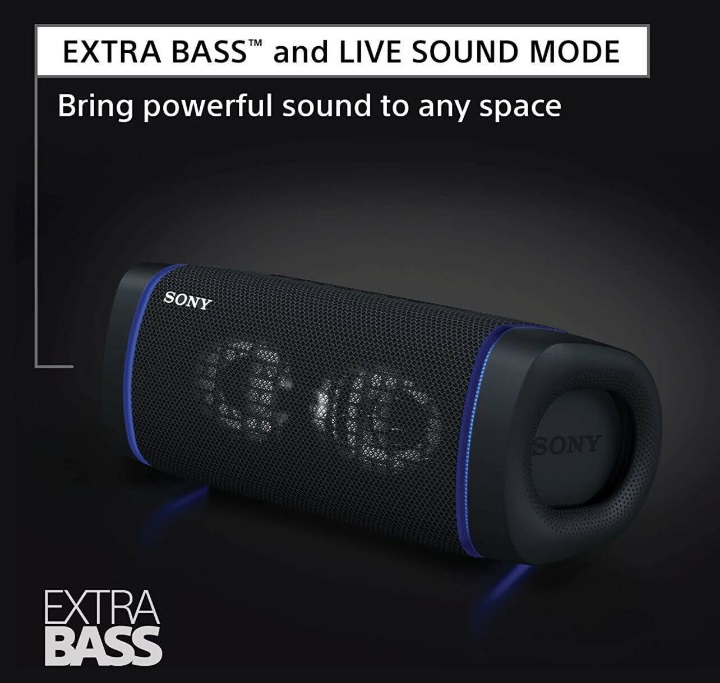 EXTRA BASS™ and LIVE SOUND MODE
Bring powerful sound to any space
SONY
SONY
EXTRA
BASS